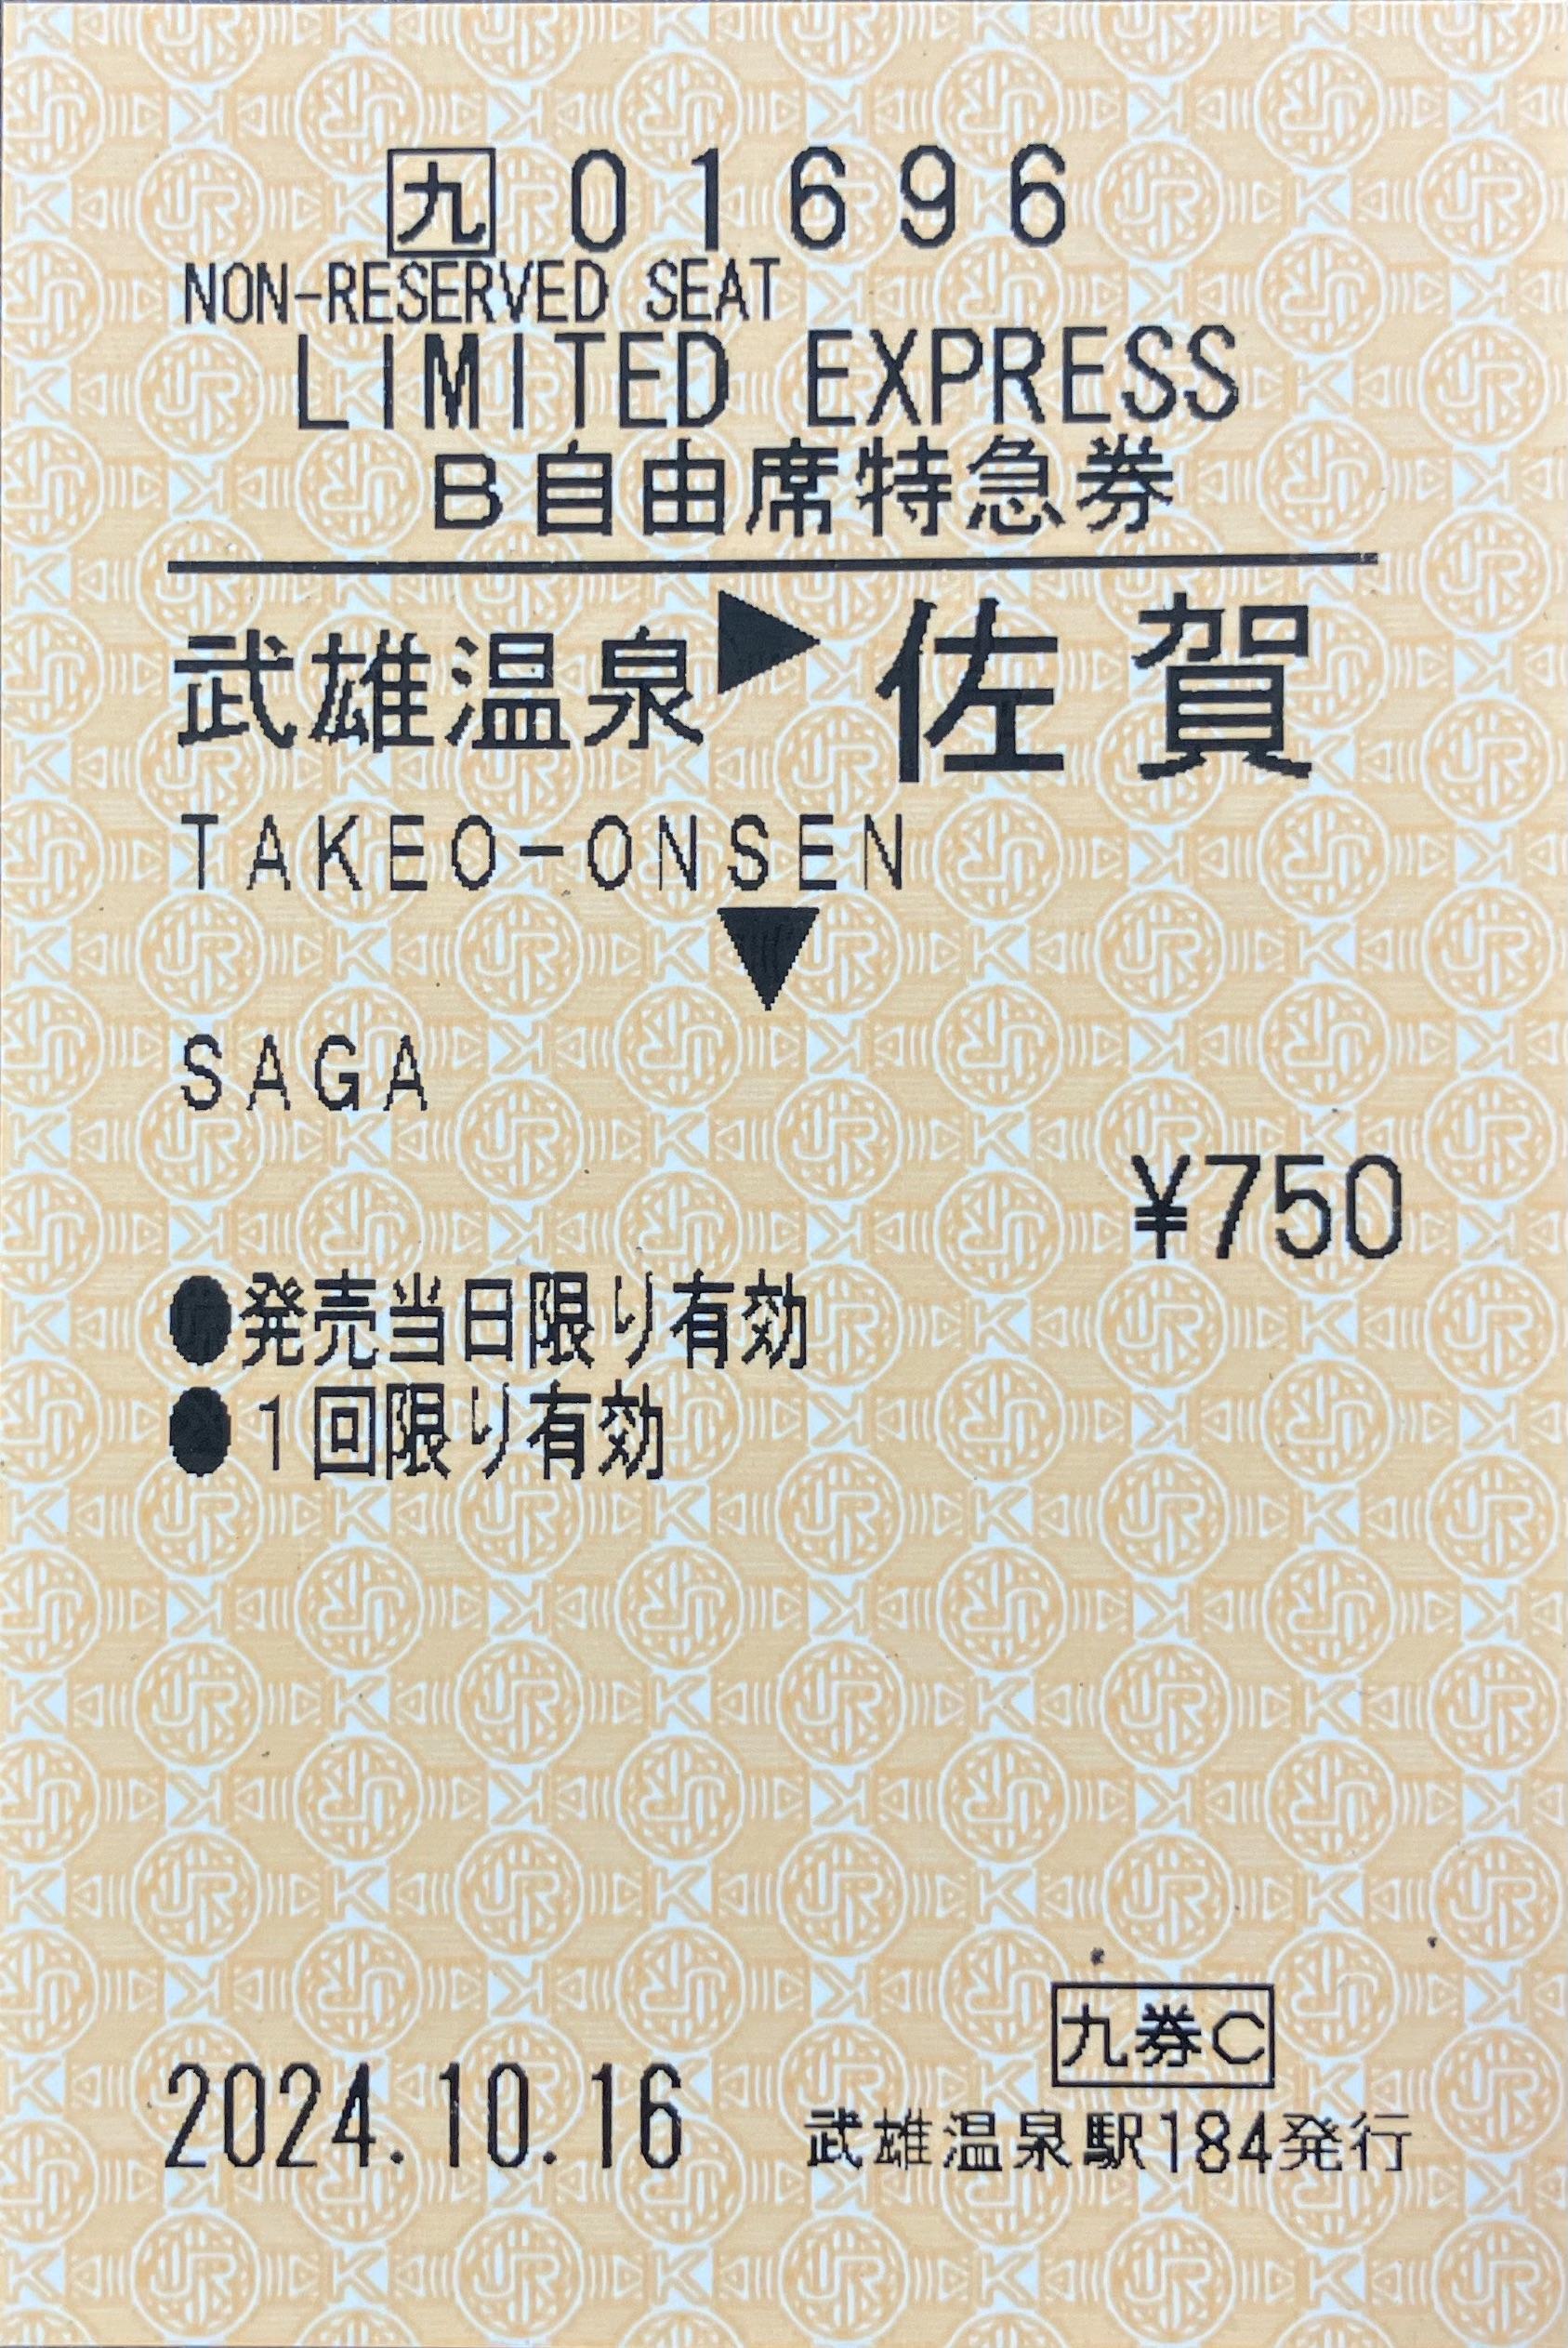 九 01696
NON-RESERVED SEAT
LIMITED EXPRESS
B自由席特急券
武雄温泉▶佐賀
TAKEO-ONSEN
▼
SAGA
¥750
●発売当日限り有効
●1回限り有効
九券C
2024.10.16 武雄温泉駅184発行